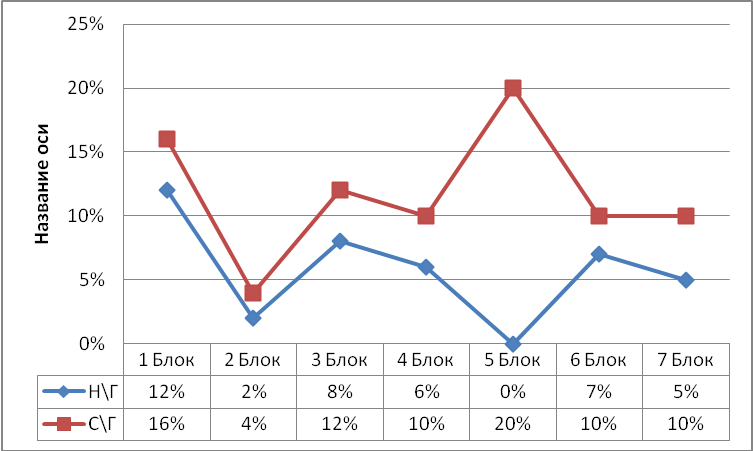 25%
20%
15%
10%
5%
0%
Название оси
1 Блок 2 Блок 3 Блок 4 Блок 5 Блок 6 Блок 7 Блок
Н\Г 12% 2% 8% 6% 0% 7% 5%
С\Г 16% 4% 12% 10% 20% 10% 10%